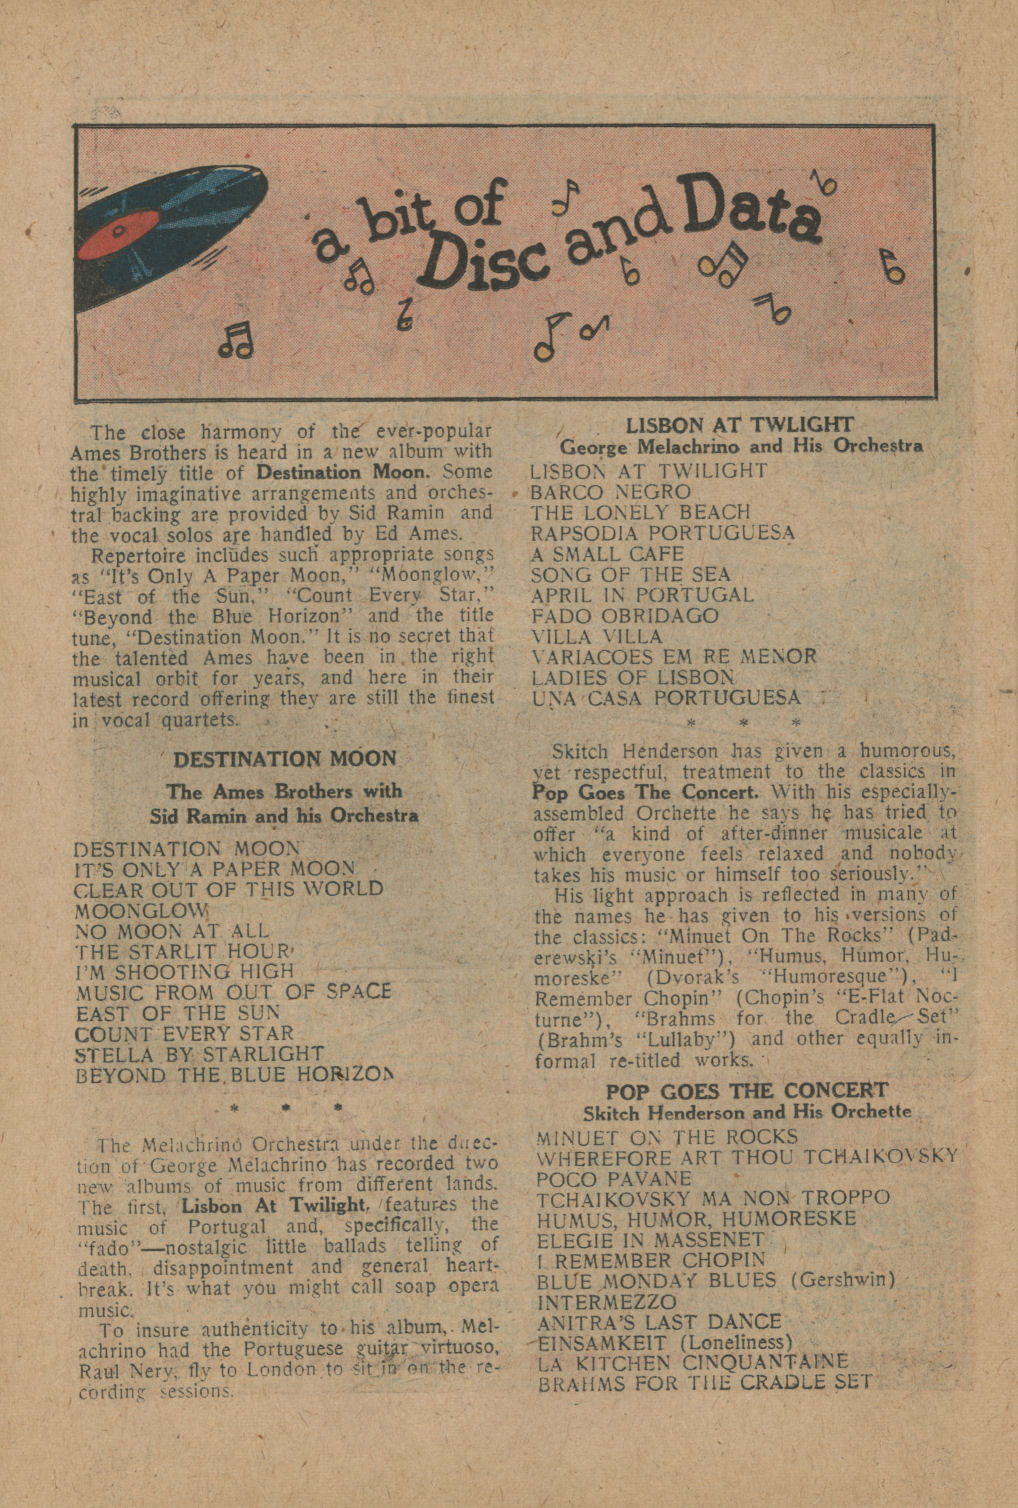 a bit of
Disc and Data
The close harmony of the ever-popular
Ames Brothers is heard in a new album with
the timely title of Destination Moon. Some
highly imaginative arrangements and orches-
tral backing are provided by Sid Ramin and
the vocal solos are handled by Ed Ames.
Repertoire includes such appropriate songs
as "It's Only A Paper Moon," "Moonglow,"
"East of the Sun," "Count Every Star,"
"Beyond the Blue Horizon" and the title
tune, "Destination Moon." It is no secret that
the talented Ames have been in the right
musical orbit for years, and here in their
latest record offering they are still the finest
in vocal quartets.
DESTINATION MOON
The Ames Brothers with
Sid Ramin and his Orchestra
DESTINATION MOON
IT'S ONLY A PAPER MOON
CLEAR OUT OF THIS WORLD
MOONGLOW
NO MOON AT ALL
THE STARLIT HOUR
I'M SHOOTING HIGH
MUSIC FROM OUT OF SPACE
EAST OF THE SUN
COUNT EVERY STAR
STELLA BY STARLIGHT
BEYOND THE BLUE HORIZON
* * *
The Melachrino Orchestra under the direc-
tion of George Melachrino has recorded two
new albums of music from different lands.
The first, Lisbon At Twilight, features the
music of Portugal and, specifically, the
"fado"—nostalgic little ballads telling of
death, disappointment and general heart-
break. It's what you might call soap opera
music.
To insure authenticity to his album, Mel-
achrino had the Portuguese guitar virtuoso,
Raul Nery, fly to London to sit in on the re-
cording sessions.
LISBON AT TWLIGHT
George Melachrino and His Orchestra
LISBON AT TWILIGHT
BARCO NEGRO
THE LONELY BEACH
RAPSODIA PORTUGUESA
A SMALL CAFE
SONG OF THE SEA
APRIL IN PORTUGAL
FADO OBRIDAGO
VILLA VILLA
VARIACOES EM RE MENOR
LADIES OF LISBON
UNA CASA PORTUGUESA
* * *
Skitch Henderson has given a humorous,
yet respectful, treatment to the classics in
Pop Goes The Concert. With his especially-
assembled Orchette he says he has tried to
offer "a kind of after-dinner musicale at
which everyone feels relaxed and nobody
takes his music or himself too seriously."
His light approach is reflected in many of
the names he has given to his versions of
the classics: "Minuet On The Rocks" (Pad-
erewski's "Minuet"), "Humus, Humor, Hu-
moreske" (Dvorak's "Humoresque"), "I
Remember Chopin" (Chopin's "E-Flat Noc-
turne"), "Brahms for the Cradle Set"
(Brahm's "Lullaby") and other equally in-
formal re-titled works.
POP GOES THE CONCERT
Skitch Henderson and His Orchette
MINUET ON THE ROCKS
WHEREFORE ART THOU TCHAIKOVSKY
POCO PAVANE
TCHAIKOVSKY MA NON TROPPO
HUMUS, HUMOR, HUMORESKE
ELEGIE IN MASSENET
I REMEMBER CHOPIN
BLUE MONDAY BLUES (Gershwin)
INTERMEZZO
ANITRA'S LAST DANCE
EINSAMKEIT (Loneliness)
LA KITCHEN CINQUANTAINE
BRAHMS FOR THE CRADLE SET